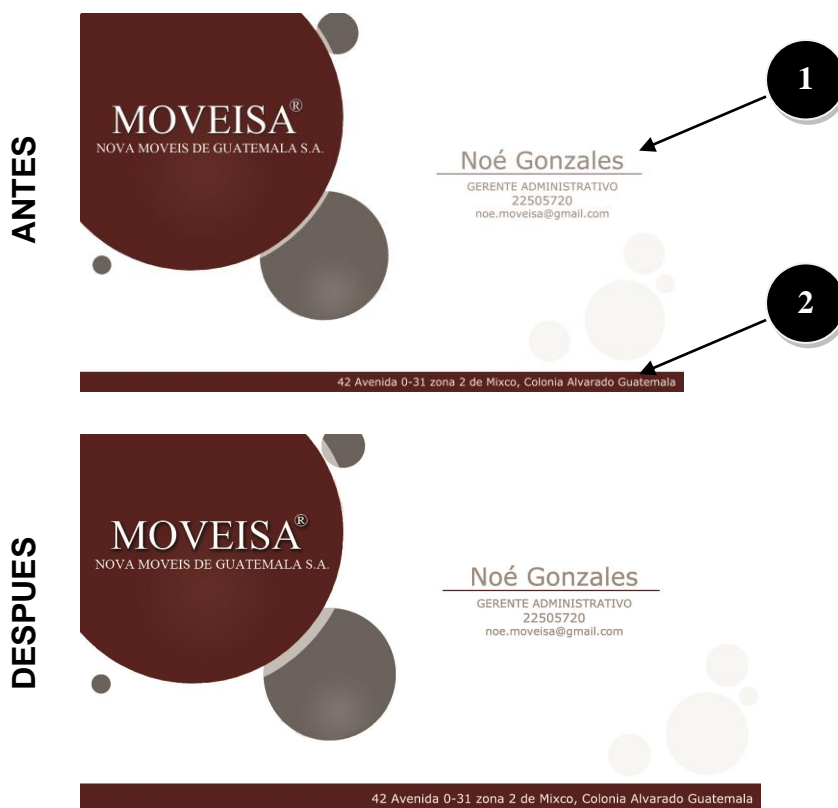 ANTES
1
MOVEISA®
NOVA MOVEIS DE GUATEMALA S.A.
Noé Gonzales
GERENTE ADMINISTRATIVO
22505720
noe.moveisa@gmail.com
2
42 Avenida 0-31 zona 2 de Mixco, Colonia Alvarado Guatemala
DESPUES
MOVEISA®
NOVA MOVEIS DE GUATEMALA S.A.
Noé Gonzales
GERENTE ADMINISTRATIVO
22505720
noe.moveisa@gmail.com
42 Avenida 0-31 zona 2 de Mixco, Colonia Alvarado Guatemala